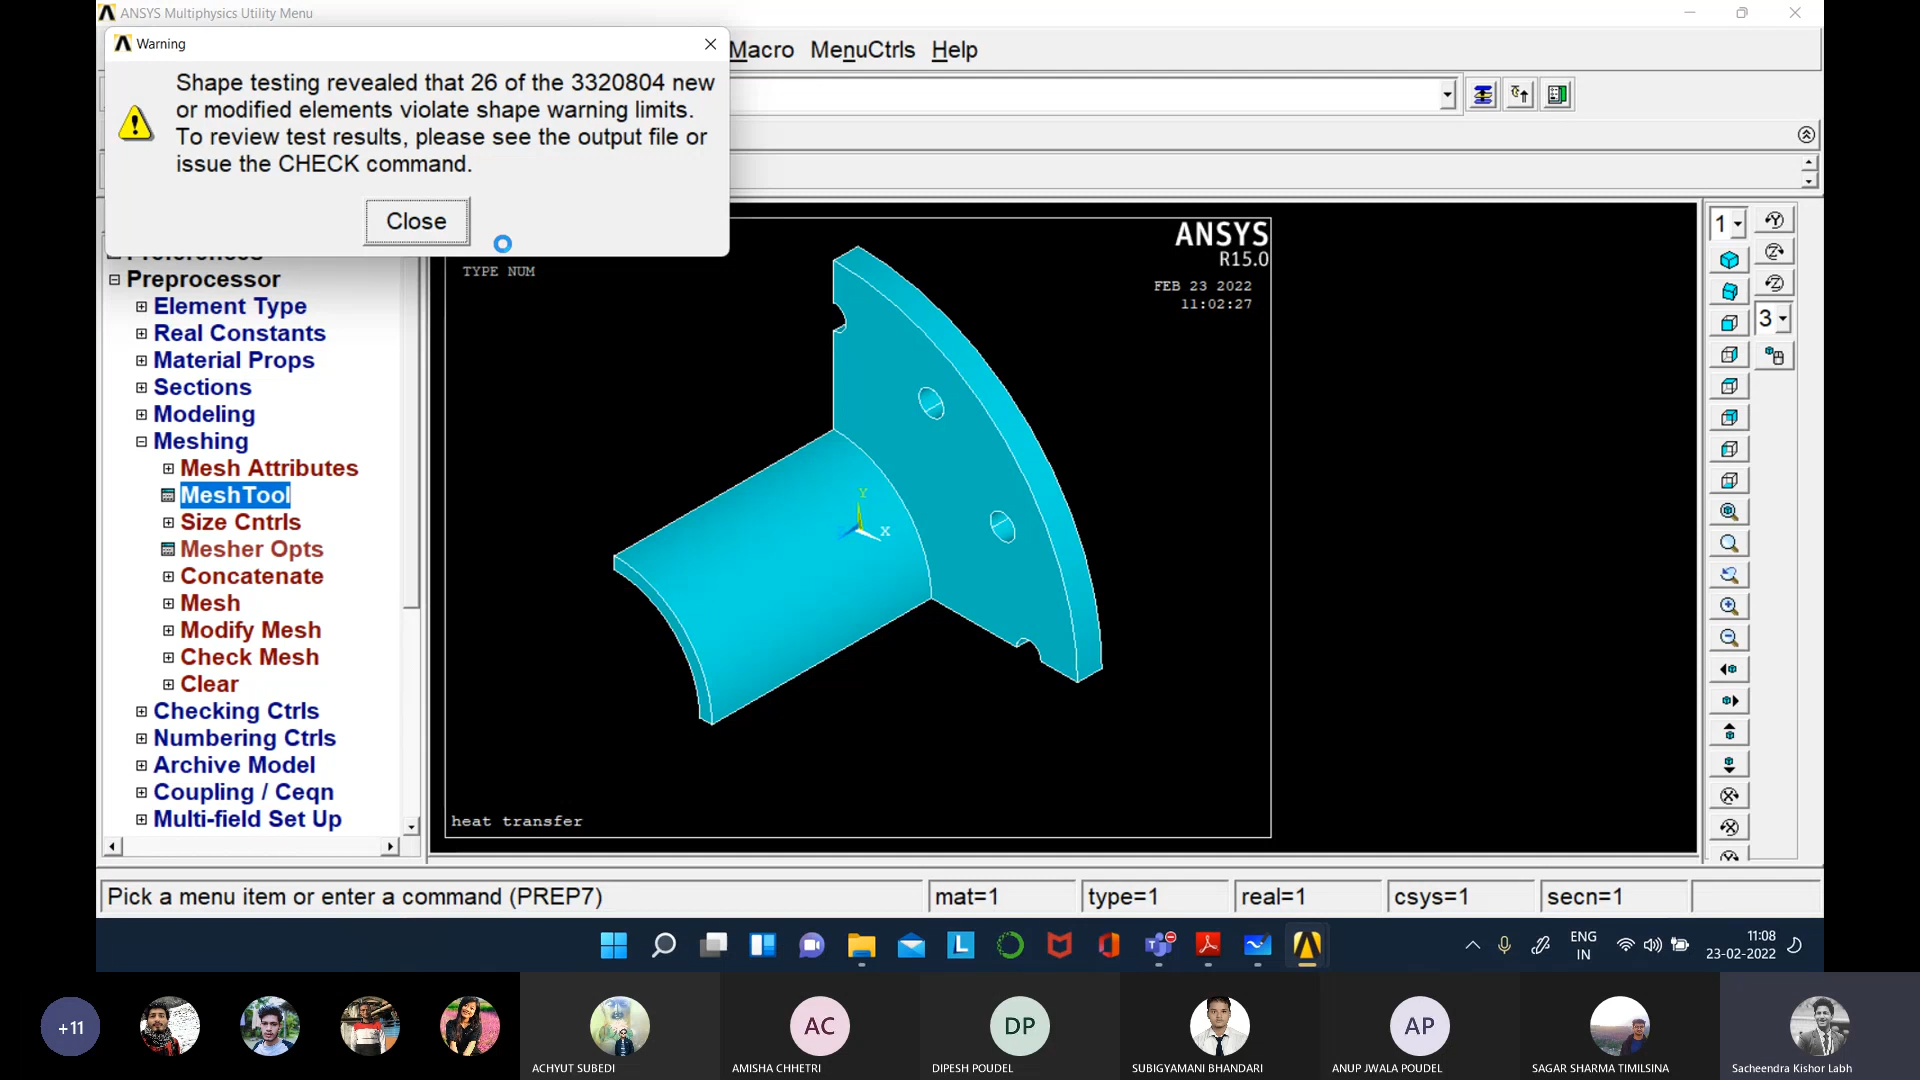 ANSYS Multiphysics Utility Menu
Warning
Shape testing revealed that 26 of the 3320804 new
or modified elements violate shape warning limits.
To review test results, please see the output file or
issue the CHECK command.
Close
Macro MenuCtrls Help
Preferences
Preprocessor
Element Type
Real Constants
Material Props
Sections
Modeling
Meshing
Mesh Attributes
MeshTool
Size Cntrls
Mesher Opts
Concatenate
Mesh
Modify Mesh
Check Mesh
Clear
Checking Ctrls
Numbering Ctrls
Archive Model
Coupling / Ceqn
Multi-field Set Up
TYPE NUM
ANSYS
R15.0
FEB 23 2022
11:02:27
Y
X
heat transfer
1
3
Pick a menu item or enter a command (PREP7)
mat=1
type=1
real=1
csys=1
secn=1
ENG
IN
11:08
23-02-2022
+11
ACHYUT SUBEDI
AC
AMISHA CHHETRI
DP
DIPESH POUDEL
SUBIGYAMANI BHANDARI
AP
ANUP JWALA POUDEL
SAGAR SHARMA TIMILSINA
Sacheendra Kishor Labh